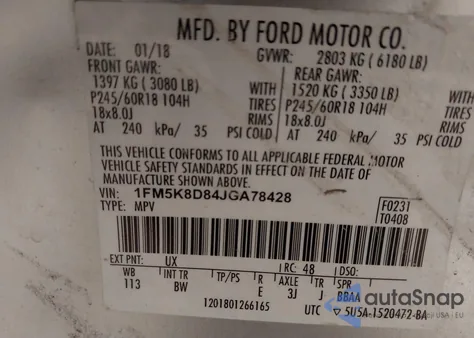 MFD. BY FORD MOTOR CO.
DATE: 01/18 GVWR: 2803 KG ( 6180 LB)
FRONT GAWR: REAR GAWR:
1397 KG ( 3080 LB) WITH 1520 KG ( 3350 LB) WITH
P245/60R18 104H TIRES P245/60R18 104H TIRES
18x8.0J RIMS 18x8.0J RIMS
AT 240 kPa/ 35 PSI COLD AT 240 kPa/ 35 PSI COLD
THIS VEHICLE CONFORMS TO ALL APPLICABLE FEDERAL MOTOR
VEHICLE SAFETY STANDARDS IN EFFECT ON THE DATE OF
MANUFACTURE SHOWN ABOVE.
VIN: 1FM5K8D84JGA78428 F0231
TYPE: MPV T0408
EXT PNT: UX RC: 48 DSO:
WB INT TR TP/PS R AXLE TR SPR
113 BW E 3J J BBAA
1201801266165 UTC ▽ 5U5A-1520472-BA
autoSnap
USA | EU